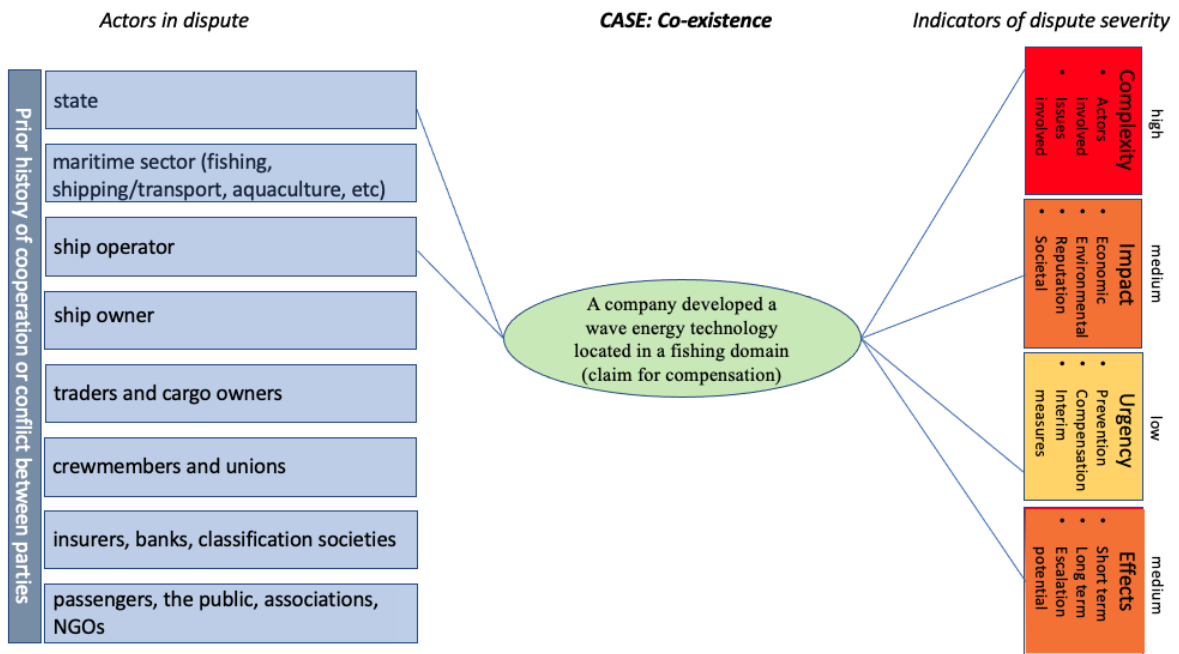 Actors in dispute
CASE: Co-existence
Indicators of dispute severity
Prior history of cooperation or conflict between parties
state
maritime sector (fishing,
shipping/transport, aquaculture, etc)
ship operator
ship owner
traders and cargo owners
crewmembers and unions
insurers, banks, classification societies
passengers, the public, associations,
NGOs
A company developed a
wave energy technology
located in a fishing domain
(claim for compensation)
high
Complexity
• Actors
involved
• Issues
involved
medium
Impact
• Economic
• Environmental
• Reputation
• Societal
low
Urgency
• Prevention
• Compensation
• Interim
measures
medium
Effects
• Short term
• Long term
• Escalation
potential